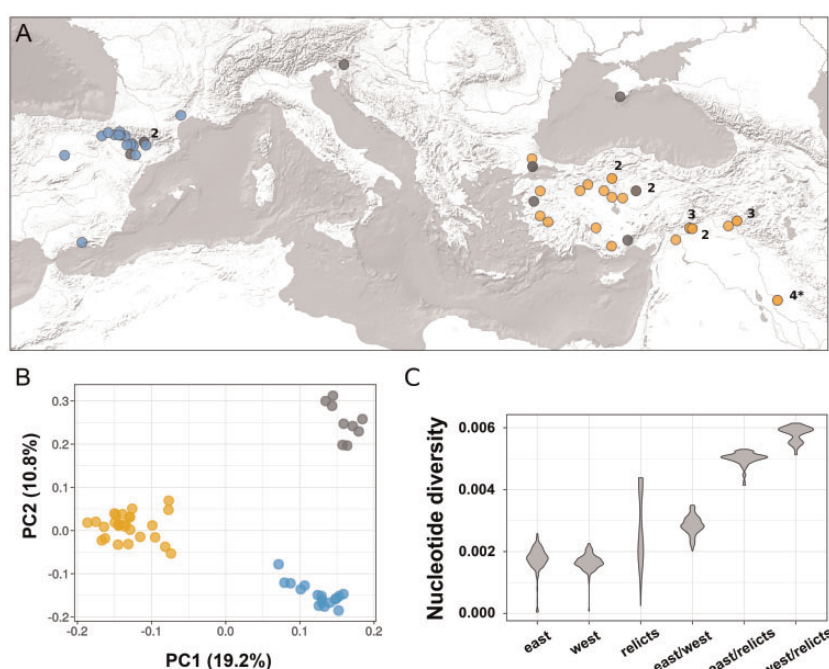 A
2
2
2
3
3
2
4*
B
C
PC2 (10.8%)
0.3
0.2
0.1
0.0
-0.1
-0.2
-0.2
-0.1
0.0
0.1
0.2
PC1 (19.2%)
Nucleotide diversity
0.006
0.004
0.002
0.000
east
west
relicts
east/west
east/relicts
west/relicts